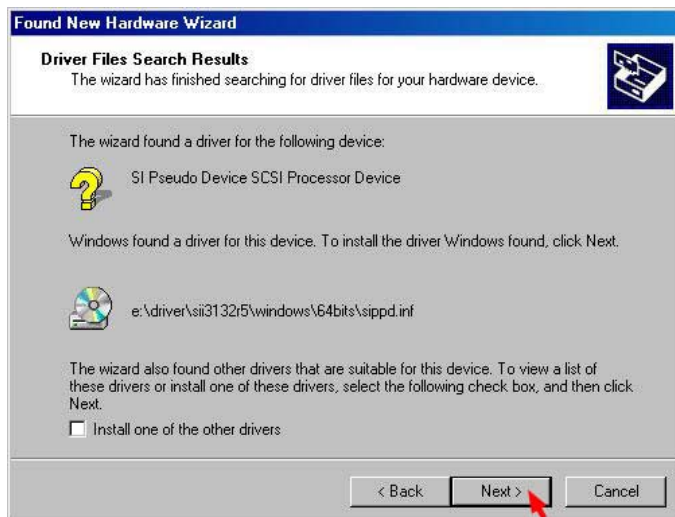 Found New Hardware Wizard
Driver Files Search Results
The wizard has finished searching for driver files for your hardware device.
The wizard found a driver for the following device:
SI Pseudo Device SCSI Processor Device
Windows found a driver for this device. To install the driver Windows found, click Next.
e:\driver\sii3132r5\windows\64bits\sippd.inf
The wizard also found other drivers that are suitable for this device. To view a list of
these drivers or install one of these drivers, select the following check box, and then click
Next.
Install one of the other drivers
< Back
Next >
Cancel